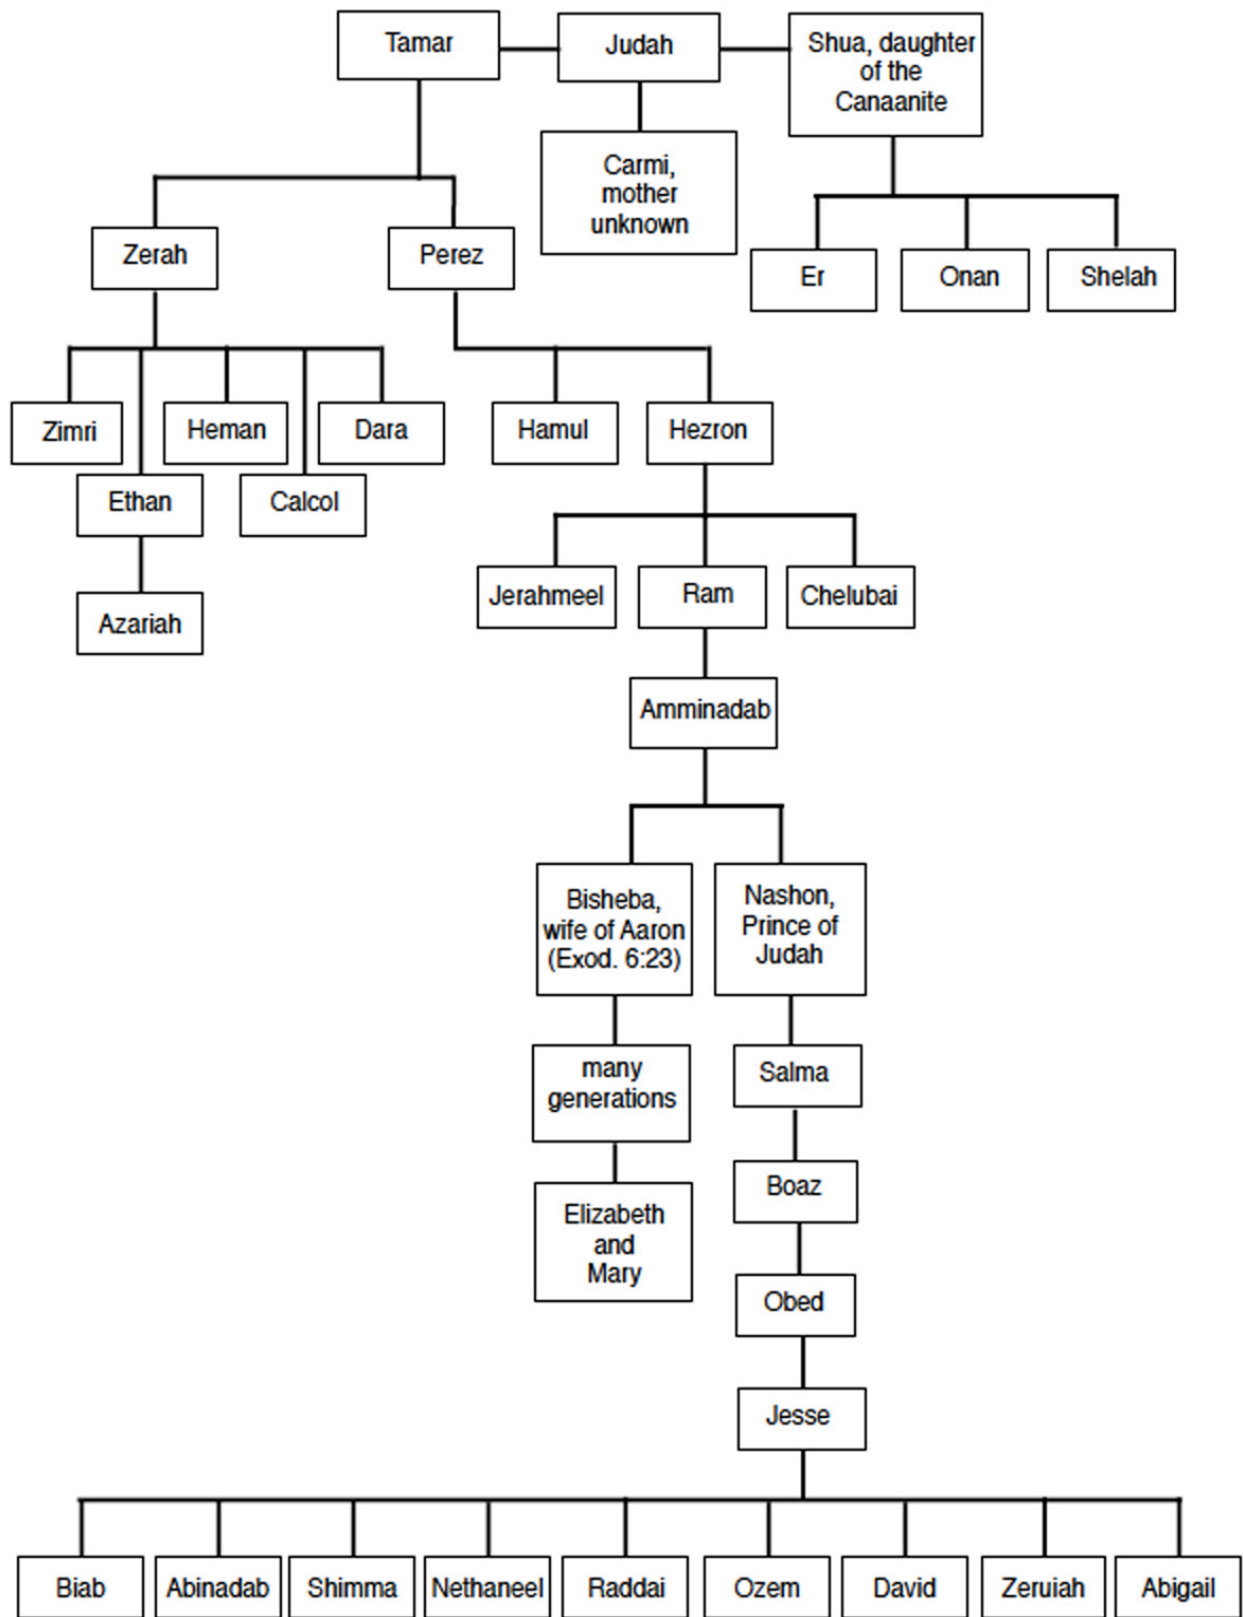 Tamar
Judah
Shua, daughter
of the
Canaanite
Carmi,
mother
unknown
Zerah
Perez
Er
Onan
Shelah
Zimri
Heman
Dara
Hamul
Hezron
Ethan
Calcol
Azariah
Jerahmeel
Ram
Chelubai
Amminadab
Bisheba,
wife of Aaron
(Exod. 6:23)
Nashon,
Prince of
Judah
many
generations
Salma
Elizabeth
and
Mary
Boaz
Obed
Jesse
Biab
Abinadab
Shimma
Nethaneel
Raddai
Ozem
David
Zeruiah
Abigail